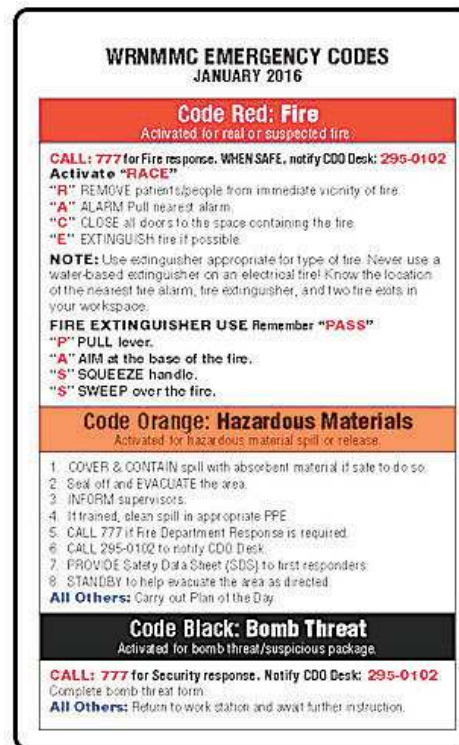 WRNMMC EMERGENCY CODES
JANUARY 2016
Code Red: Fire
Activated for real or suspected fire.
CALL: 777 for Fire response. WHEN SAFE, notify CDO Desk: 295-0102
Activate “RACE”
“R” REMOVE patients/people from immediate vicinity of fire.
“A” ALARM Pull nearest alarm.
“C” CLOSE all doors to the space containing the fire.
“E” EXTINGUISH fire if possible.
NOTE: Use extinguisher appropriate for type of fire. Never use a
water-based extinguisher on an electrical fire! Know the location
of the nearest fire alarm, fire extinguisher, and two fire exits in
your workspace.
FIRE EXTINGUISHER USE Remember “PASS”
“P” PULL lever.
“A” AIM at the base of the fire.
“S” SQUEEZE handle.
“S” SWEEP over the fire.
Code Orange: Hazardous Materials
Activated for hazardous material spill or release.
1. COVER & CONTAIN spill with absorbent material if safe to do so.
2. Seal off and EVACUATE the area.
3. INFORM supervisors.
4. If trained, clean spill in appropriate PPE.
5. CALL 777 if Fire Department Response is required.
6. CALL 295-0102 to notify CDO Desk.
7. PROVIDE Safety Data Sheet (SDS) to first responders.
8. STANDBY to help evacuate the area as directed.
All Others: Carry out Plan of the Day.
Code Black: Bomb Threat
Activated for bomb threat/suspicious package.
CALL: 777 for Security response. Notify CDO Desk: 295-0102
Complete bomb threat form.
All Others: Return to work station and await further instruction.